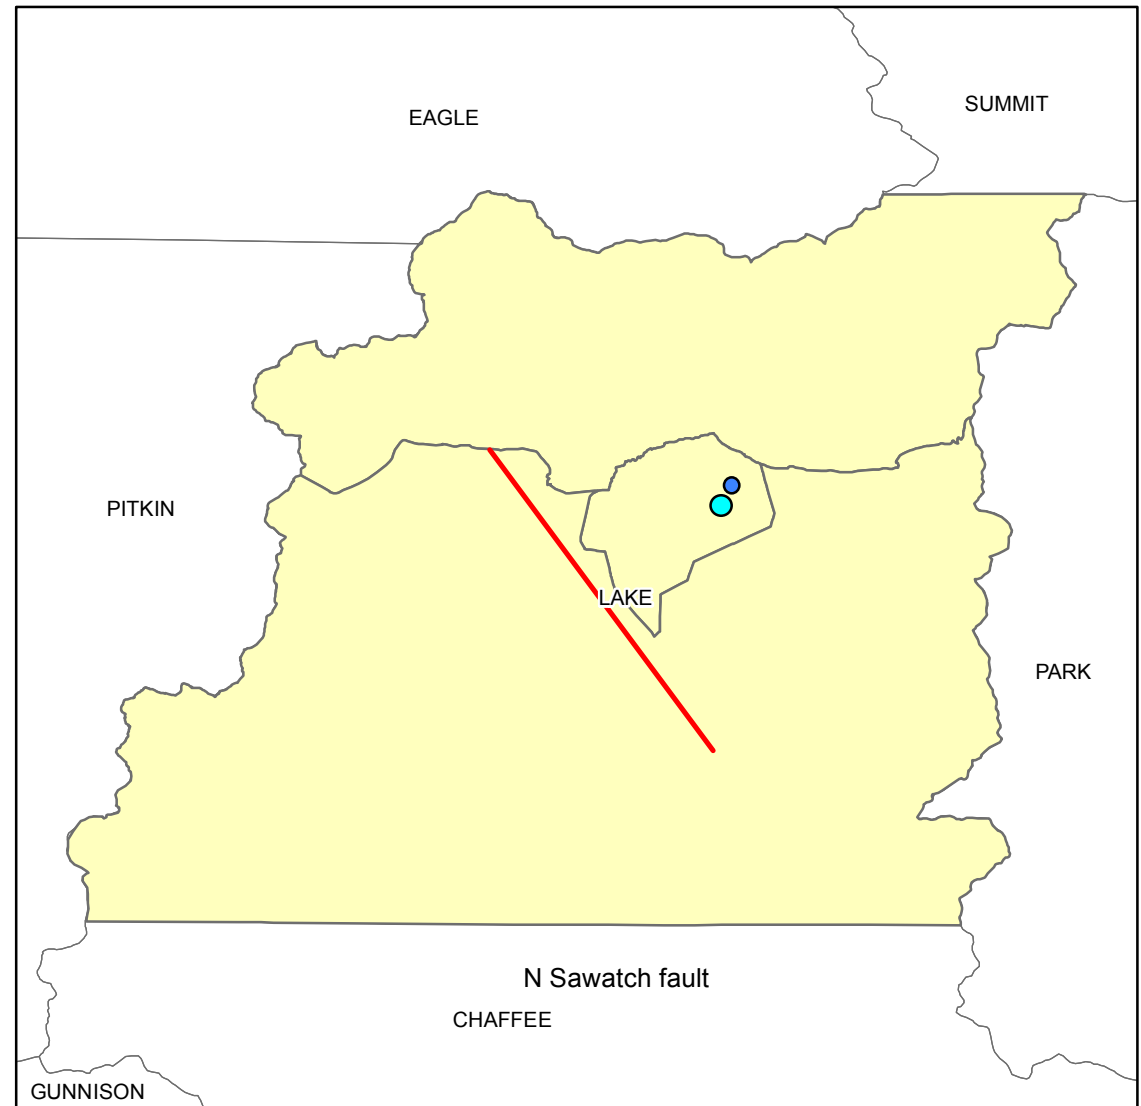 SUMMIT
EAGLE
PITKIN
LAKE
PARK
N Sawatch fault
CHAFFEE
GUNNISON